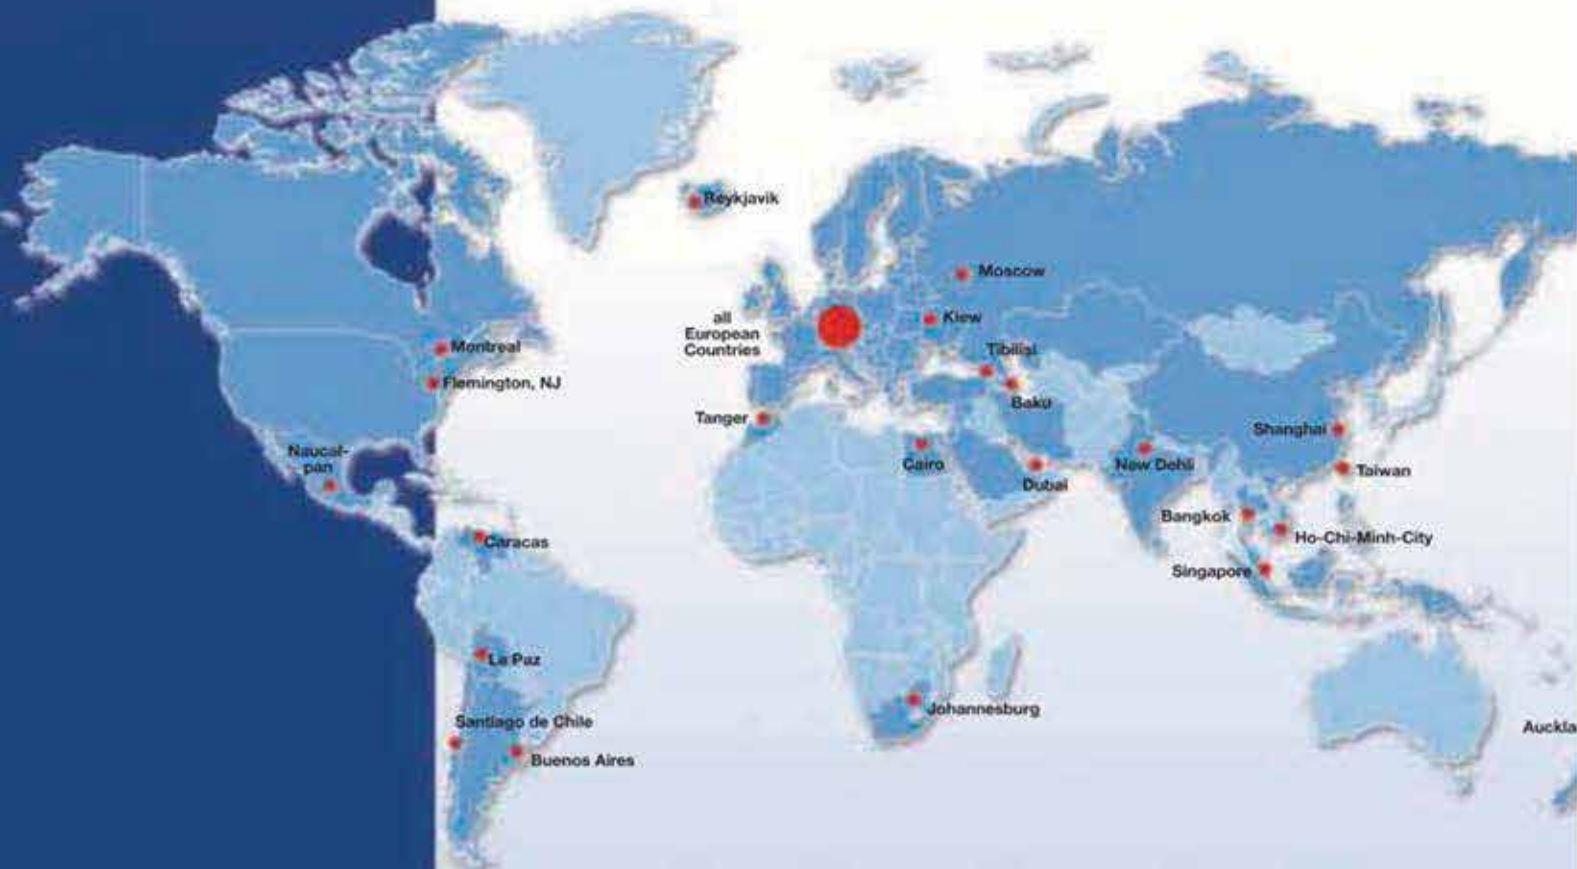 Reykjavik
Moscow
all
European
Countries
Kiew
Montreal
Tibilisi
Flemington, NJ
Baku
Tanger
Shanghai
Naucal-
pan
Cairo
New Dehli
Taiwan
Dubai
Bangkok
Ho-Chi-Minh-City
Caracas
Singapore
La Paz
Johannesburg
Santiago de Chile
Auckla
Buenos Aires